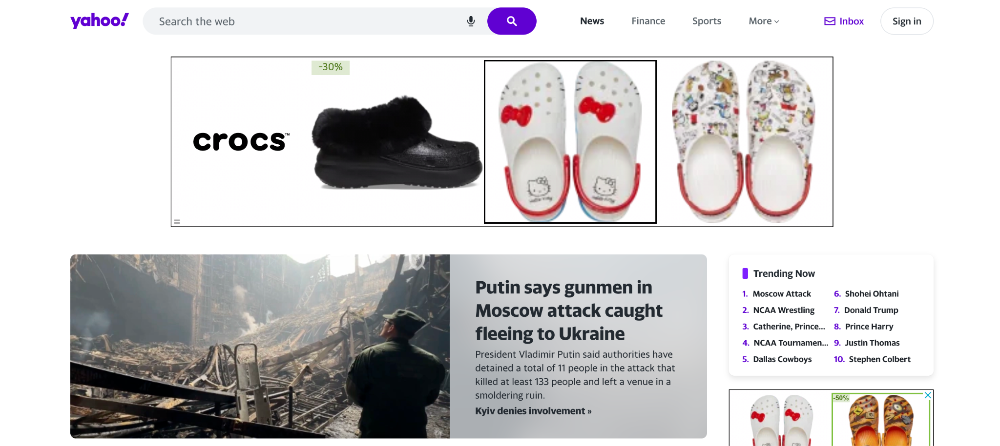 yahoo!
Search the web
News
Finance
Sports
More
Inbox
Sign in
-30%
crocs™
Putin says gunmen in
Moscow attack caught
fleeing to Ukraine
President Vladimir Putin said authorities have
detained a total of 11 people in the attack that
killed at least 133 people and left a venue in a
smoldering ruin.
Kyiv denies involvement »
Trending Now
1. Moscow Attack
2. NCAA Wrestling
3. Catherine, Prince...
4. NCAA Tournamen...
5. Dallas Cowboys
6. Shohei Ohtani
7. Donald Trump
8. Prince Harry
9. Justin Thomas
10. Stephen Colbert
-50%